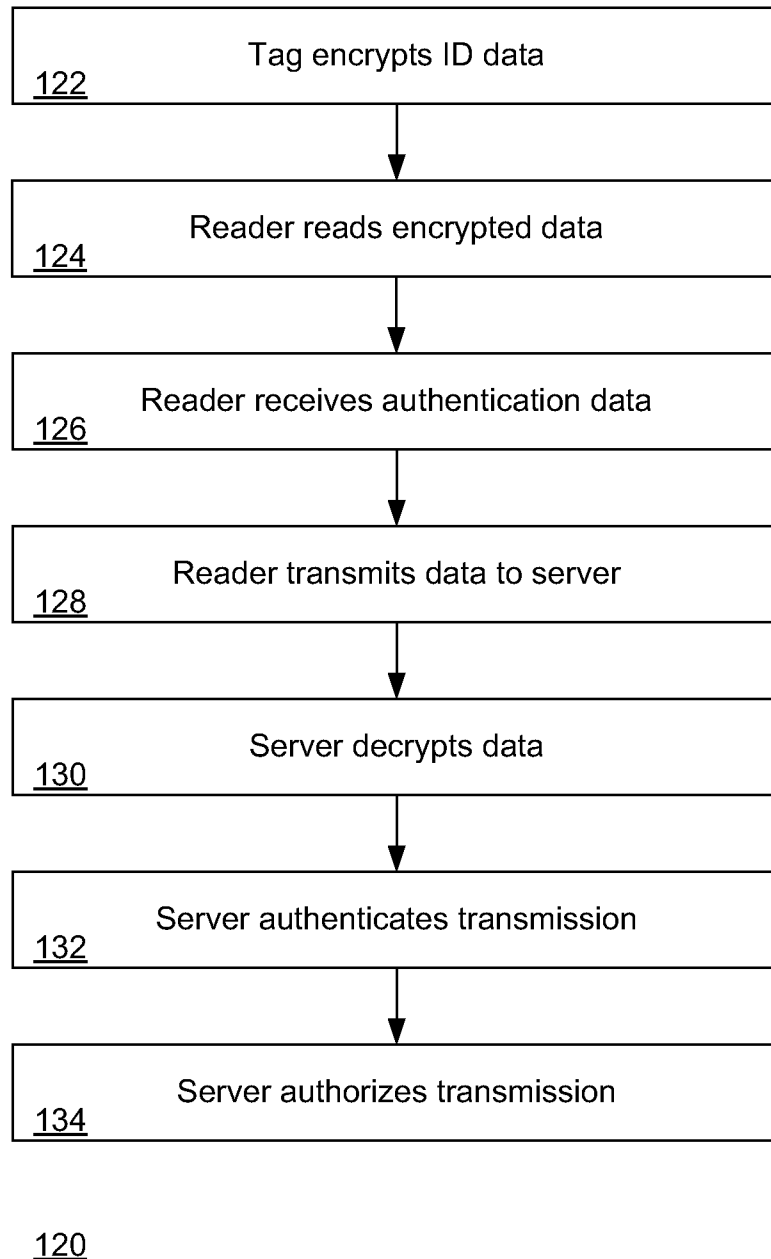 Tag encrypts ID data
122
Reader reads encrypted data
124
Reader receives authentication data
126
Reader transmits data to server
128
Server decrypts data
130
Server authenticates transmission
132
Server authorizes transmission
134
120